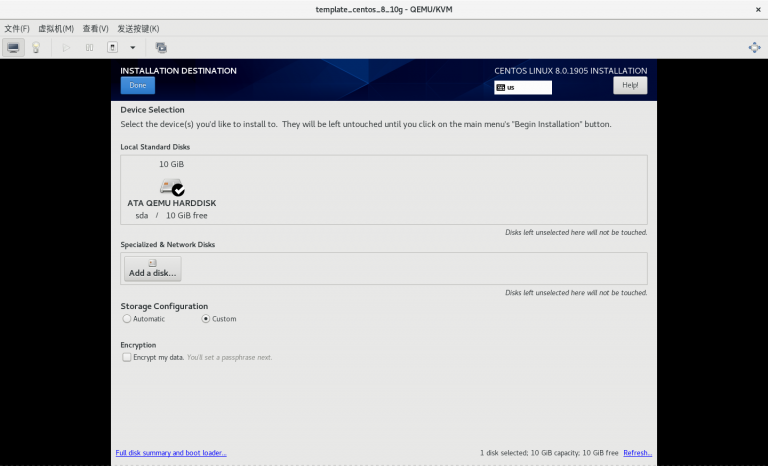 template_centos_8_10g - QEMU/KVM ×
文件(F) 虚拟机(M) 查看(V) 发送按键(K)
INSTALLATION DESTINATION CENTOS LINUX 8.0.1905 INSTALLATION
Done us Help!
Device Selection
Select the device(s) you'd like to install to. They will be left untouched until you click on the main menu's "Begin Installation" button.
Local Standard Disks
10 GiB
ATA QEMU HARDDISK
sda / 10 GiB free
Disks left unselected here will not be touched.
Specialized & Network Disks
Add a disk...
Disks left unselected here will not be touched.
Storage Configuration
Automatic Custom
Encryption
Encrypt my data. You'll set a passphrase next.
Full disk summary and boot loader... 1 disk selected; 10 GiB capacity; 10 GiB free Refresh...